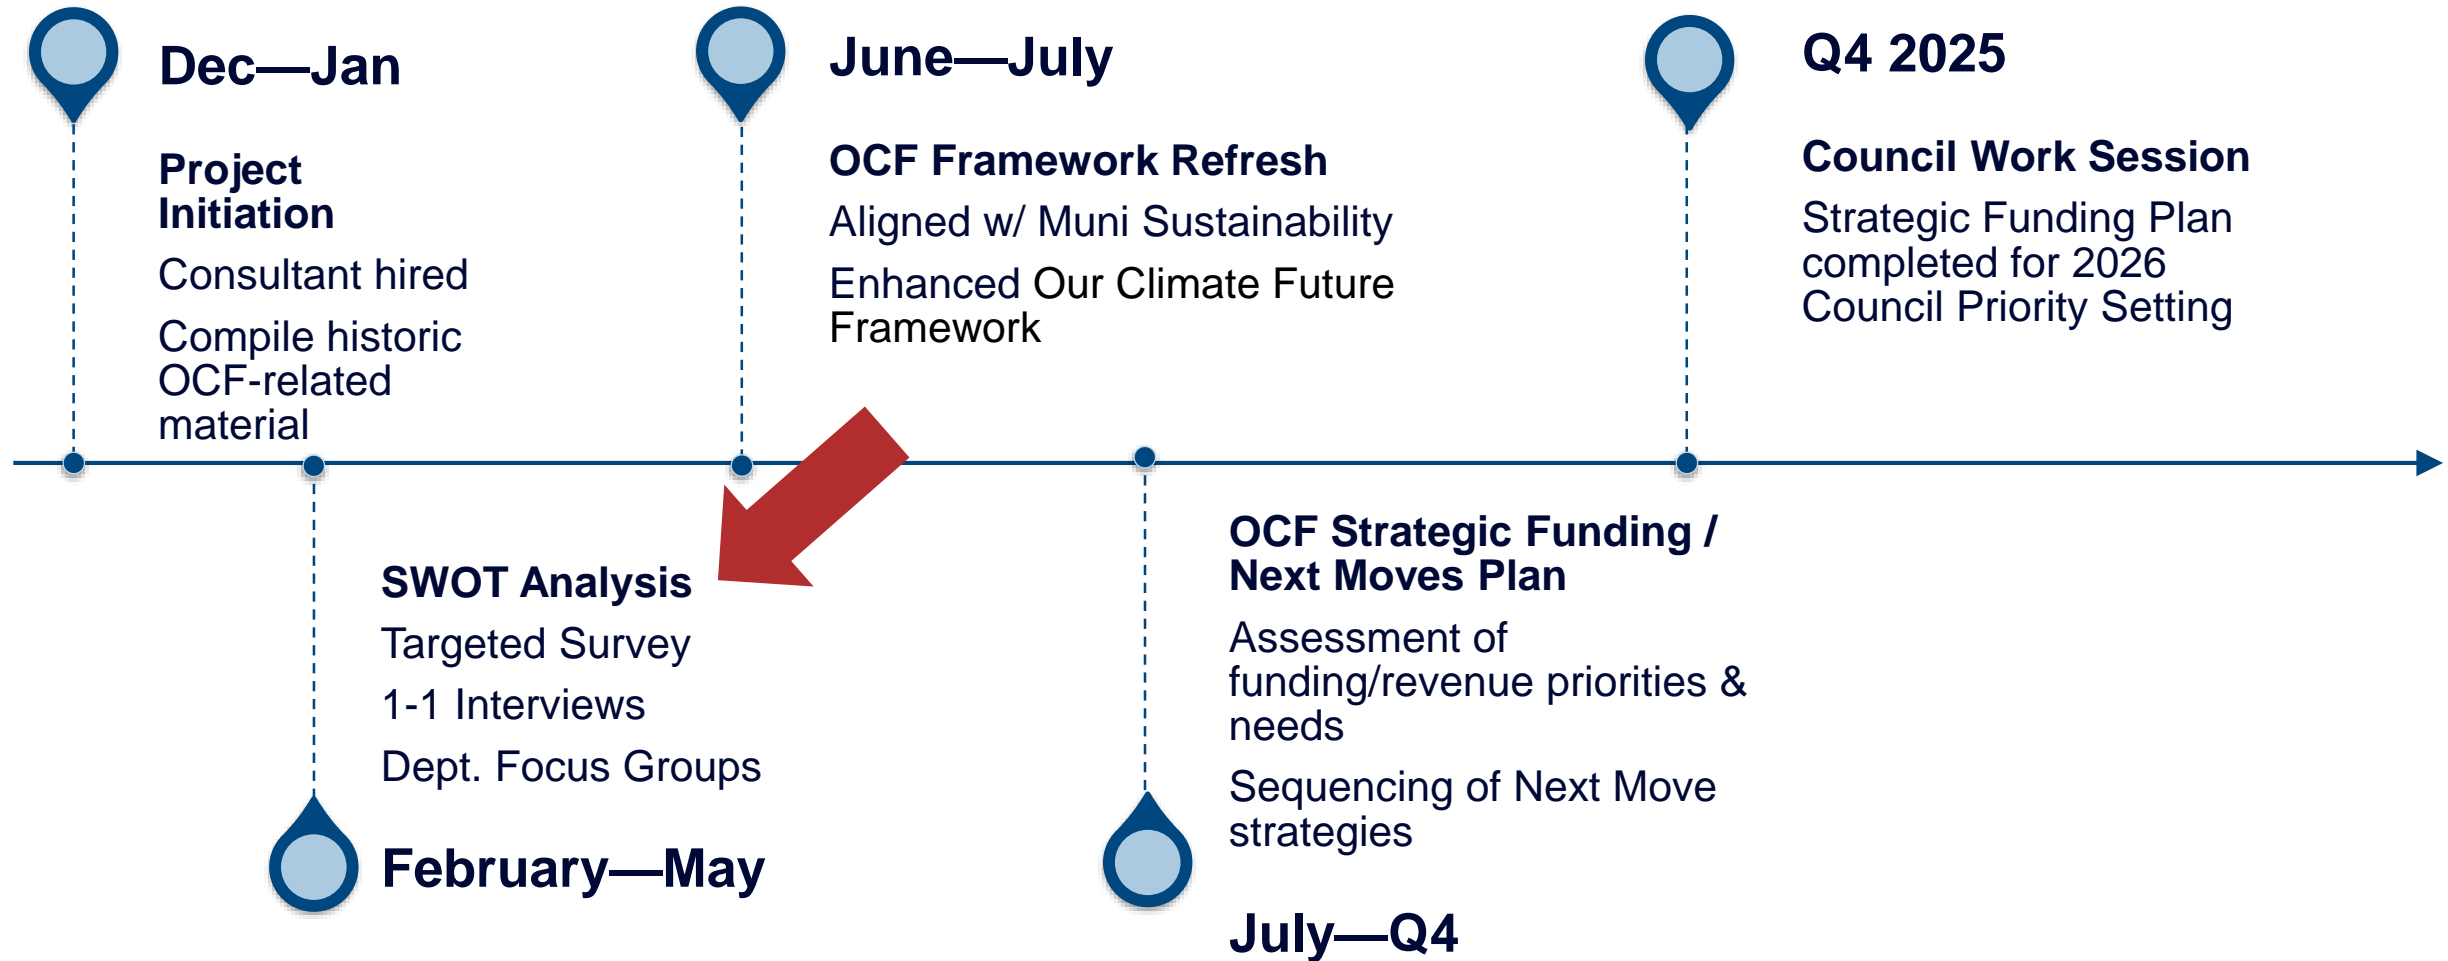 Dec—Jan
Project
Initiation
Consultant hired
Compile historic
OCF-related
material
SWOT Analysis
Targeted Survey
1-1 Interviews
Dept. Focus Groups
February—May
June—July
OCF Framework Refresh
Aligned w/ Muni Sustainability
Enhanced Our Climate Future
Framework
OCF Strategic Funding /
Next Moves Plan
Assessment of
funding/revenue priorities &
needs
Sequencing of Next Move
strategies
July—Q4
Q4 2025
Council Work Session
Strategic Funding Plan
completed for 2026
Council Priority Setting